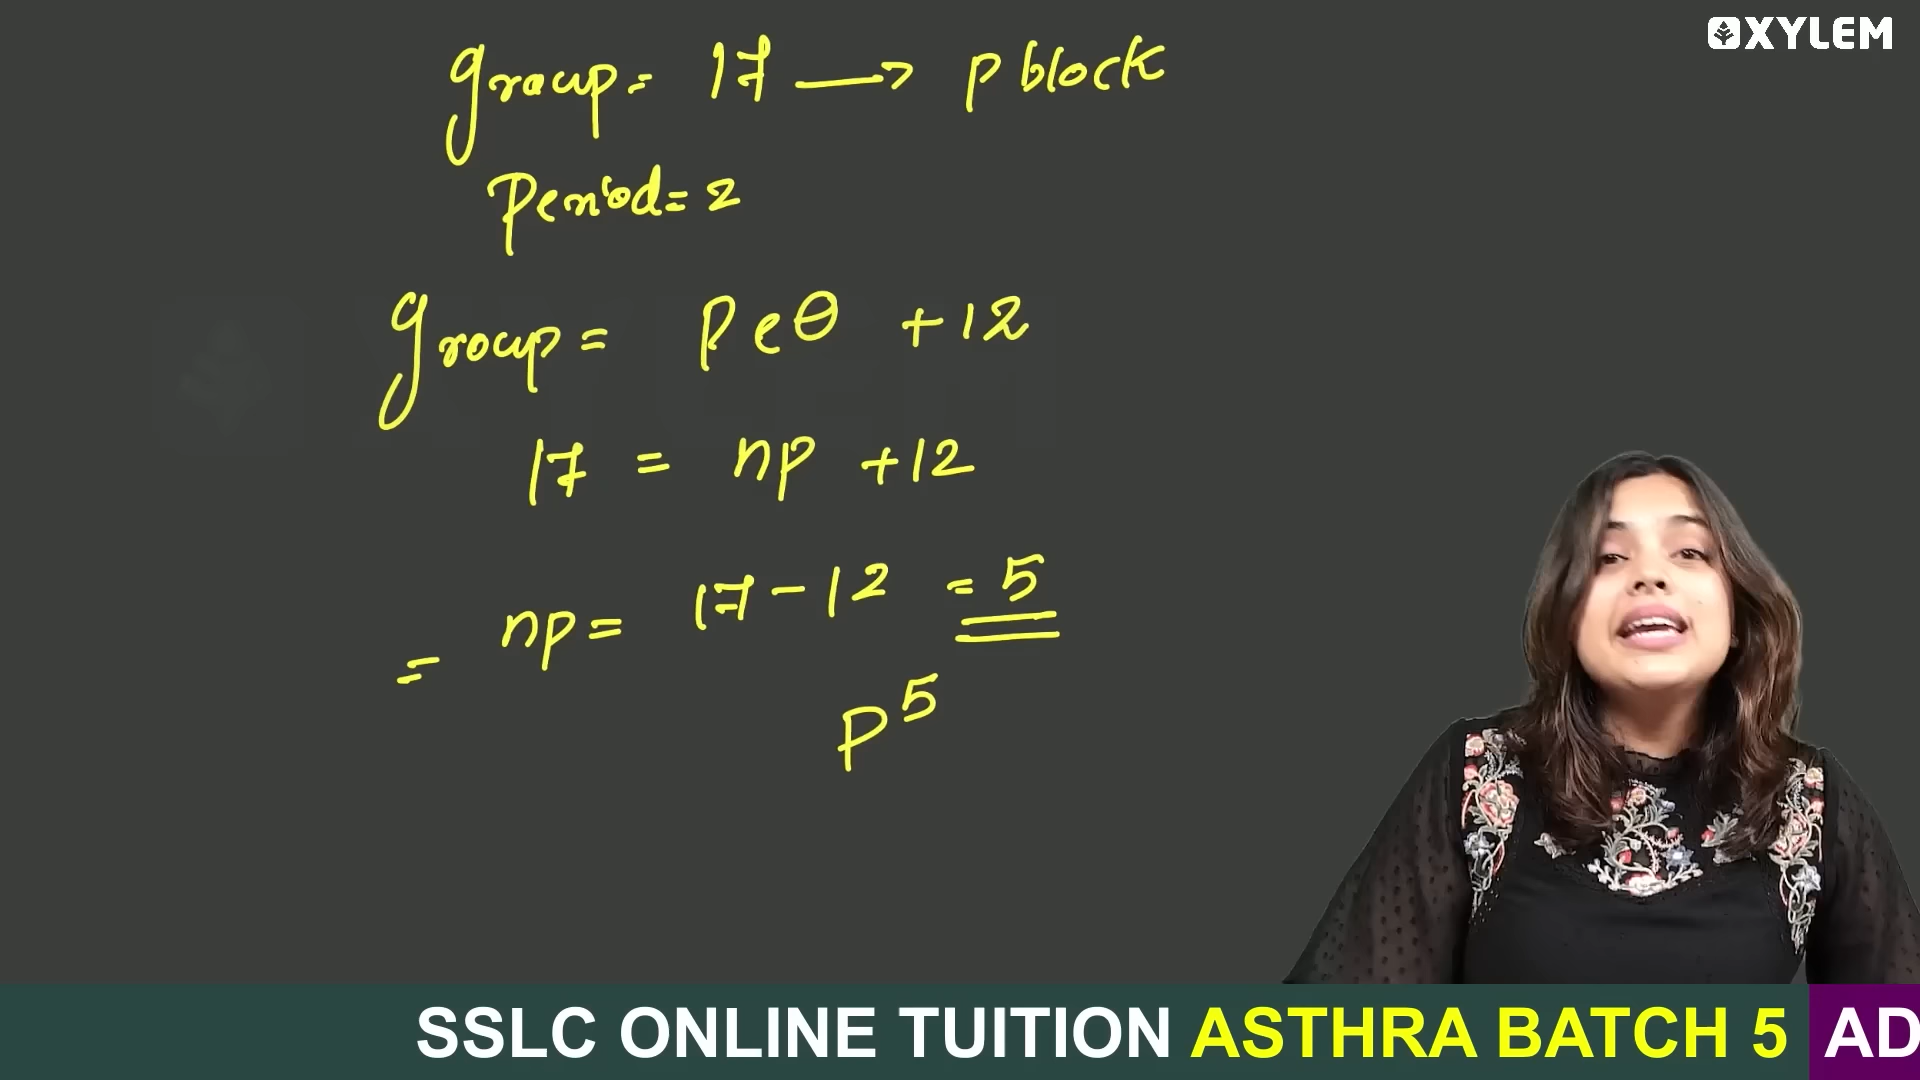 XYLEM
group = 17 → p block
Period = 2
group = p eθ +12
17 = np +12
np = 17 - 12 = 5
=
p⁵
SSLC ONLINE TUITION ASTHRA BATCH 5 AD